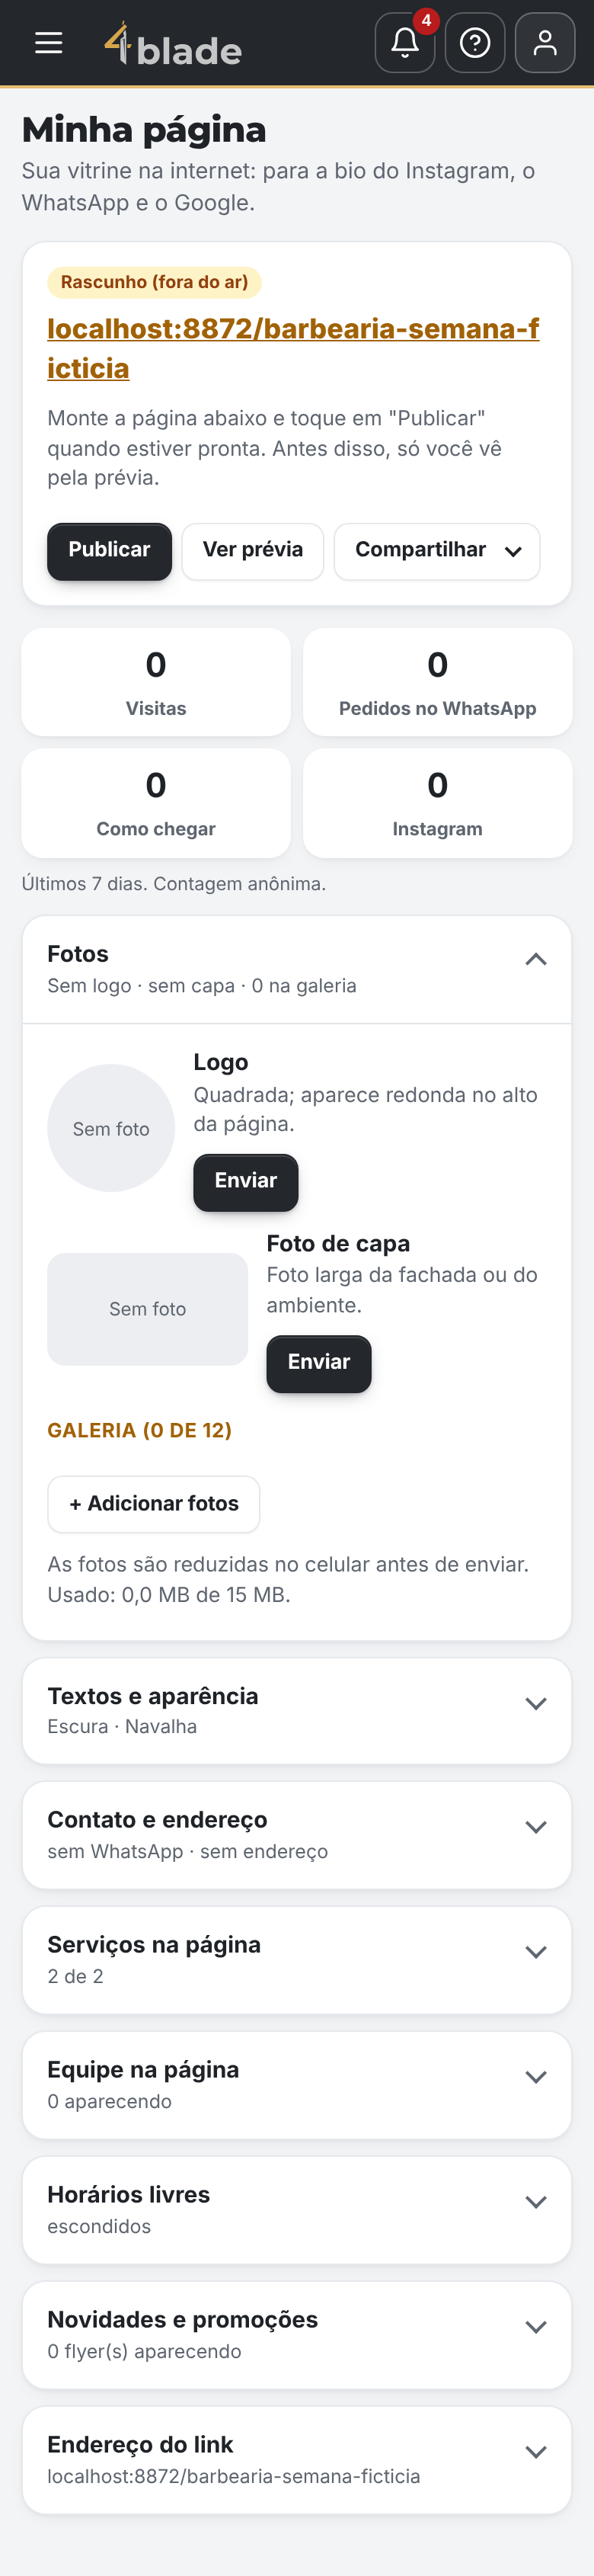 4blade
4
Minha página
Sua vitrine na internet: para a bio do Instagram, o
WhatsApp e o Google.
Rascunho (fora do ar)
localhost:8872/barbearia-semana-f
icticia
Monte a página abaixo e toque em "Publicar"
quando estiver pronta. Antes disso, só você vê
pela prévia.
Publicar
Ver prévia
Compartilhar
0
Visitas
0
Pedidos no WhatsApp
0
Como chegar
0
Instagram
Últimos 7 dias. Contagem anônima.
Fotos
Sem logo · sem capa · 0 na galeria
Sem foto
Logo
Quadrada; aparece redonda no alto
da página.
Enviar
Sem foto
Foto de capa
Foto larga da fachada ou do
ambiente.
Enviar
GALERIA (0 DE 12)
+ Adicionar fotos
As fotos são reduzidas no celular antes de enviar.
Usado: 0,0 MB de 15 MB.
Textos e aparência
Escura · Navalha
Contato e endereço
sem WhatsApp · sem endereço
Serviços na página
2 de 2
Equipe na página
0 aparecendo
Horários livres
escondidos
Novidades e promoções
0 flyer(s) aparecendo
Endereço do link
localhost:8872/barbearia-semana-ficticia